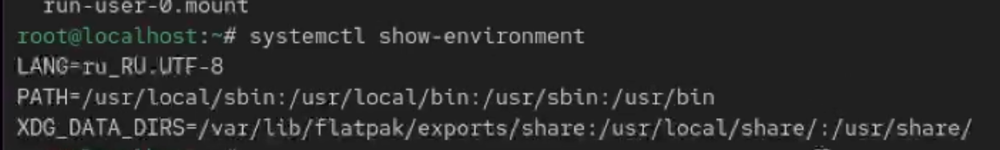 run-user-0.mount
root@localhost:~# systemctl show-environment
LANG=ru_RU.UTF-8
PATH=/usr/local/sbin:/usr/local/bin:/usr/sbin:/usr/bin
XDG_DATA_DIRS=/var/lib/flatpak/exports/share:/usr/local/share/:/usr/share/